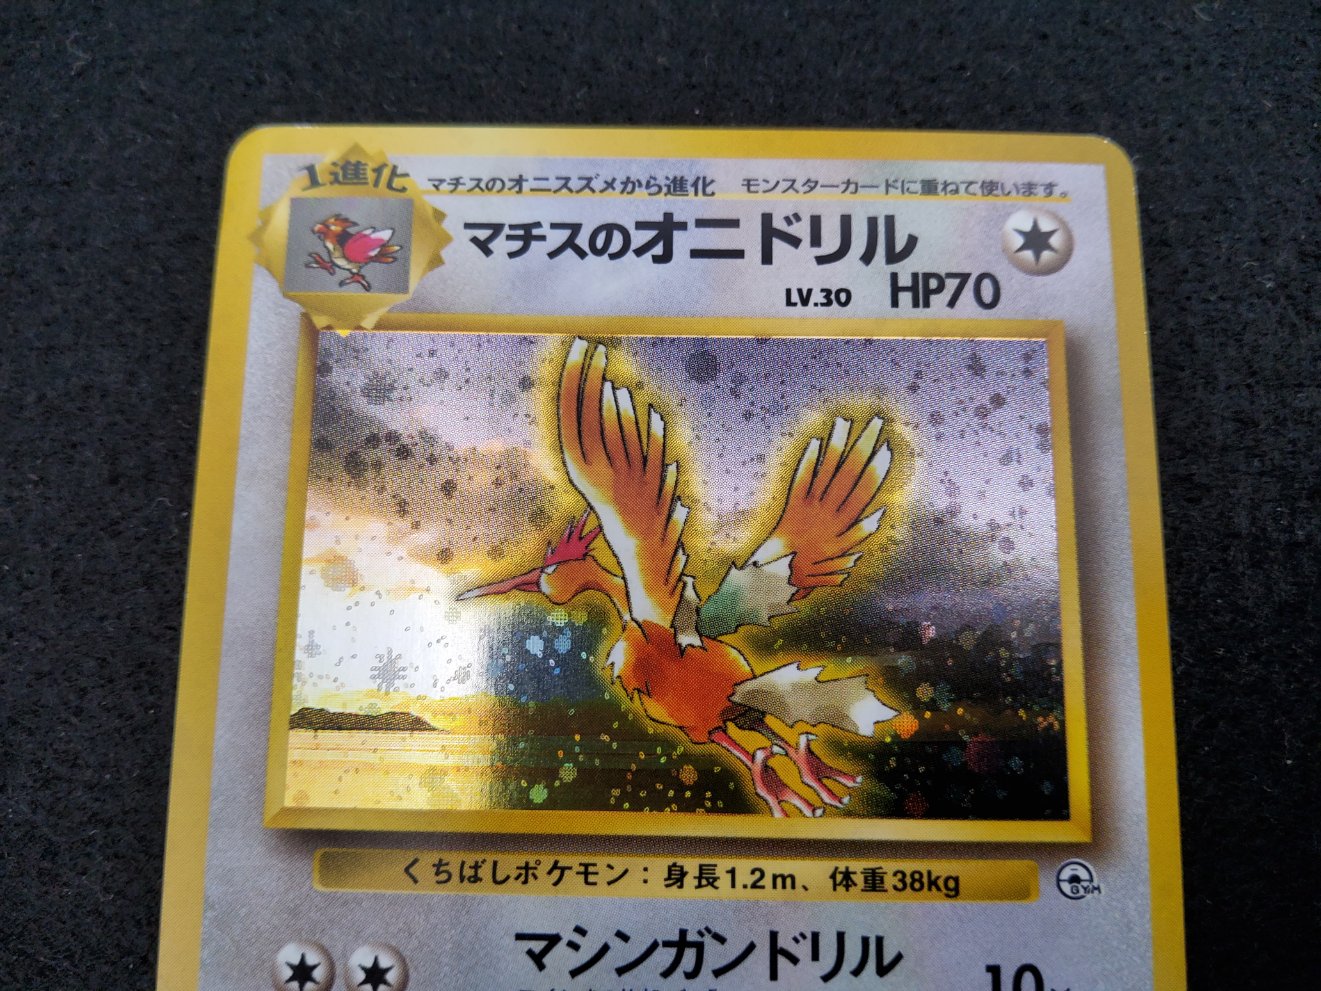 1進化
マチスのオニスズメから進化 モンスターカードに重ねて使います。
マチスのオニドリル
LV.30 HP70
くちばしポケモン：身長1.2m、体重38kg
GYM
マシンガンドリル
10×